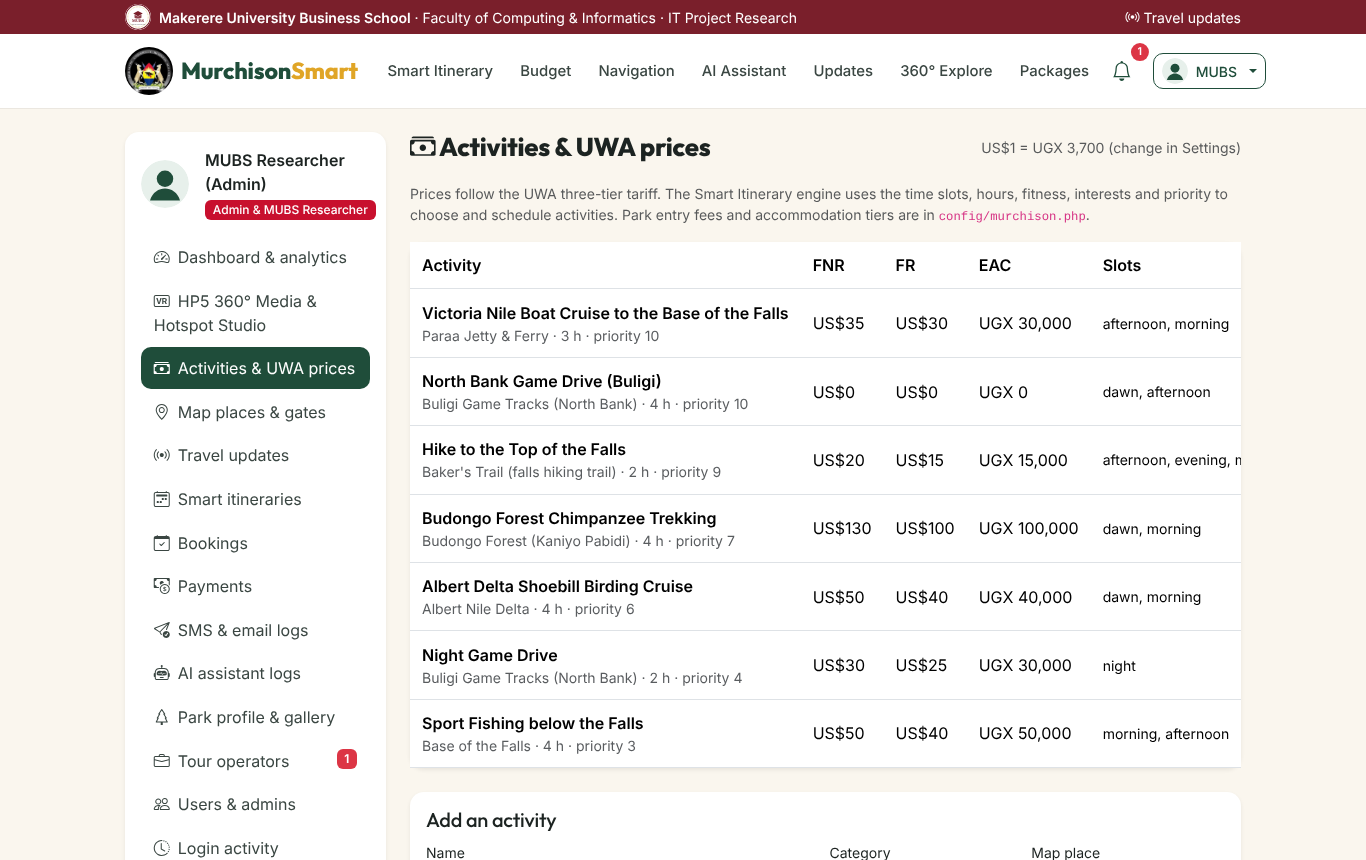 Makerere University Business School · Faculty of Computing & Informatics · IT Project Research
Travel updates
MurchisonSmart
Smart Itinerary
Budget
Navigation
AI Assistant
Updates
360° Explore
Packages
1
MUBS
MUBS Researcher
(Admin)
Admin & MUBS Researcher
Dashboard & analytics
HP5 360° Media &
Hotspot Studio
Activities & UWA prices
Map places & gates
Travel updates
Smart itineraries
Bookings
Payments
SMS & email logs
AI assistant logs
Park profile & gallery
Tour operators 1
Users & admins
Login activity
Activities & UWA prices
US$1 = UGX 3,700 (change in Settings)
Prices follow the UWA three-tier tariff. The Smart Itinerary engine uses the time slots, hours, fitness, interests and priority to
choose and schedule activities. Park entry fees and accommodation tiers are in config/murchison.php.
Activity FNR FR EAC Slots
Victoria Nile Boat Cruise to the Base of the Falls
Paraa Jetty & Ferry · 3 h · priority 10
US$35 US$30 UGX 30,000 afternoon, morning
North Bank Game Drive (Buligi)
Buligi Game Tracks (North Bank) · 4 h · priority 10
US$0 US$0 UGX 0 dawn, afternoon
Hike to the Top of the Falls
Baker's Trail (falls hiking trail) · 2 h · priority 9
US$20 US$15 UGX 15,000 afternoon, evening,
Budongo Forest Chimpanzee Trekking
Budongo Forest (Kaniyo Pabidi) · 4 h · priority 7
US$130 US$100 UGX 100,000 dawn, morning
Albert Delta Shoebill Birding Cruise
Albert Nile Delta · 4 h · priority 6
US$50 US$40 UGX 40,000 dawn, morning
Night Game Drive
Buligi Game Tracks (North Bank) · 2 h · priority 4
US$30 US$25 UGX 30,000 night
Sport Fishing below the Falls
Base of the Falls · 4 h · priority 3
US$50 US$40 UGX 50,000 morning, afternoon
Add an activity
Name Category Map place